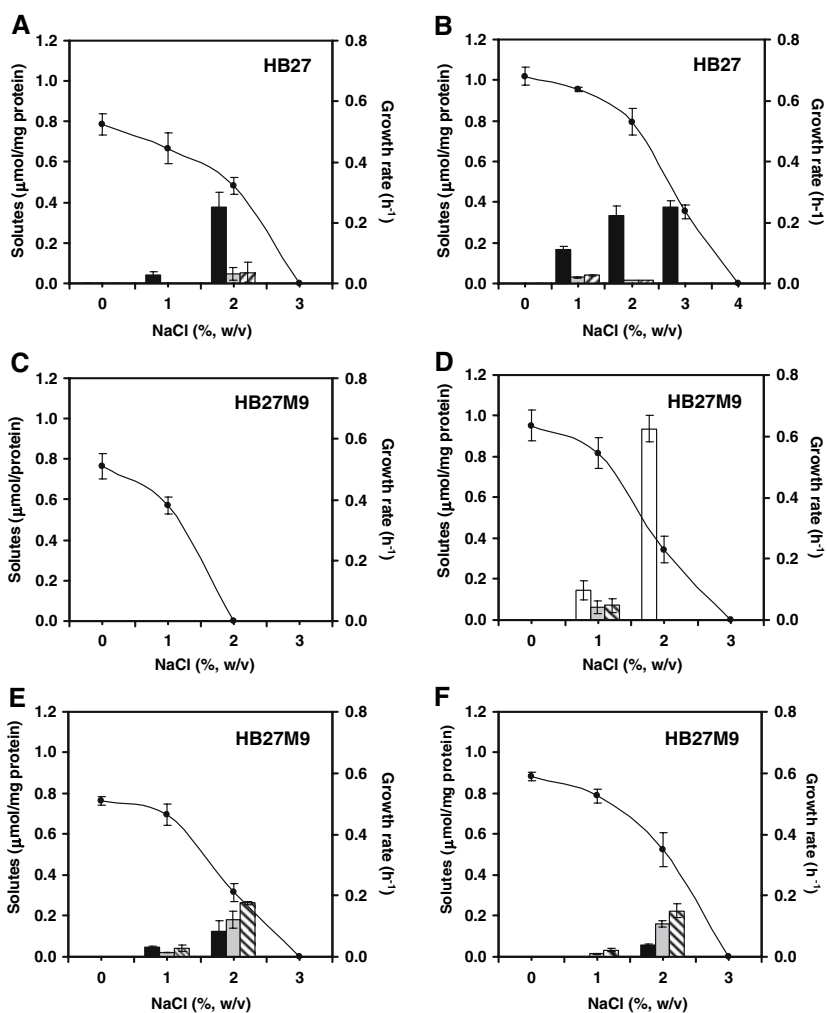 A
B
HB27
HB27
Solutes (µmol/mg protein)
1.2
1.0
0.8
0.6
0.4
0.2
0.0
0.8
0.6
0.4
0.2
0.0
Growth rate (h⁻¹)
0 1 2 3
NaCl (%, w/v)
Solutes (µmol/mg protein)
1.2
1.0
0.8
0.6
0.4
0.2
0.0
0.8
0.6
0.4
0.2
0.0
Growth rate (h-1)
0 1 2 3 4
NaCl (%, w/v)
C
D
HB27M9
HB27M9
Solutes (µmol/protein)
1.2
1.0
0.8
0.6
0.4
0.2
0.0
0.8
0.6
0.4
0.2
0.0
Growth rate (h⁻¹)
0 1 2 3
NaCl (%, w/v)
Solutes (µmol/mg protein)
1.2
1.0
0.8
0.6
0.4
0.2
0.0
0.8
0.6
0.4
0.2
0.0
Growth rate (h⁻¹)
0 1 2 3
NaCl (%, w/v)
E
F
HB27M9
HB27M9
Solutes (µmol/mg protein)
1.2
1.0
0.8
0.6
0.4
0.2
0.0
0.8
0.6
0.4
0.2
0.0
Growth rate (h⁻¹)
0 1 2 3
NaCl (%, w/v)
Solutes (µmol/mg protein)
1.2
1.0
0.8
0.6
0.4
0.2
0.0
0.8
0.6
0.4
0.2
0.0
Growth rate (h⁻¹)
0 1 2 3
NaCl (%, w/v)